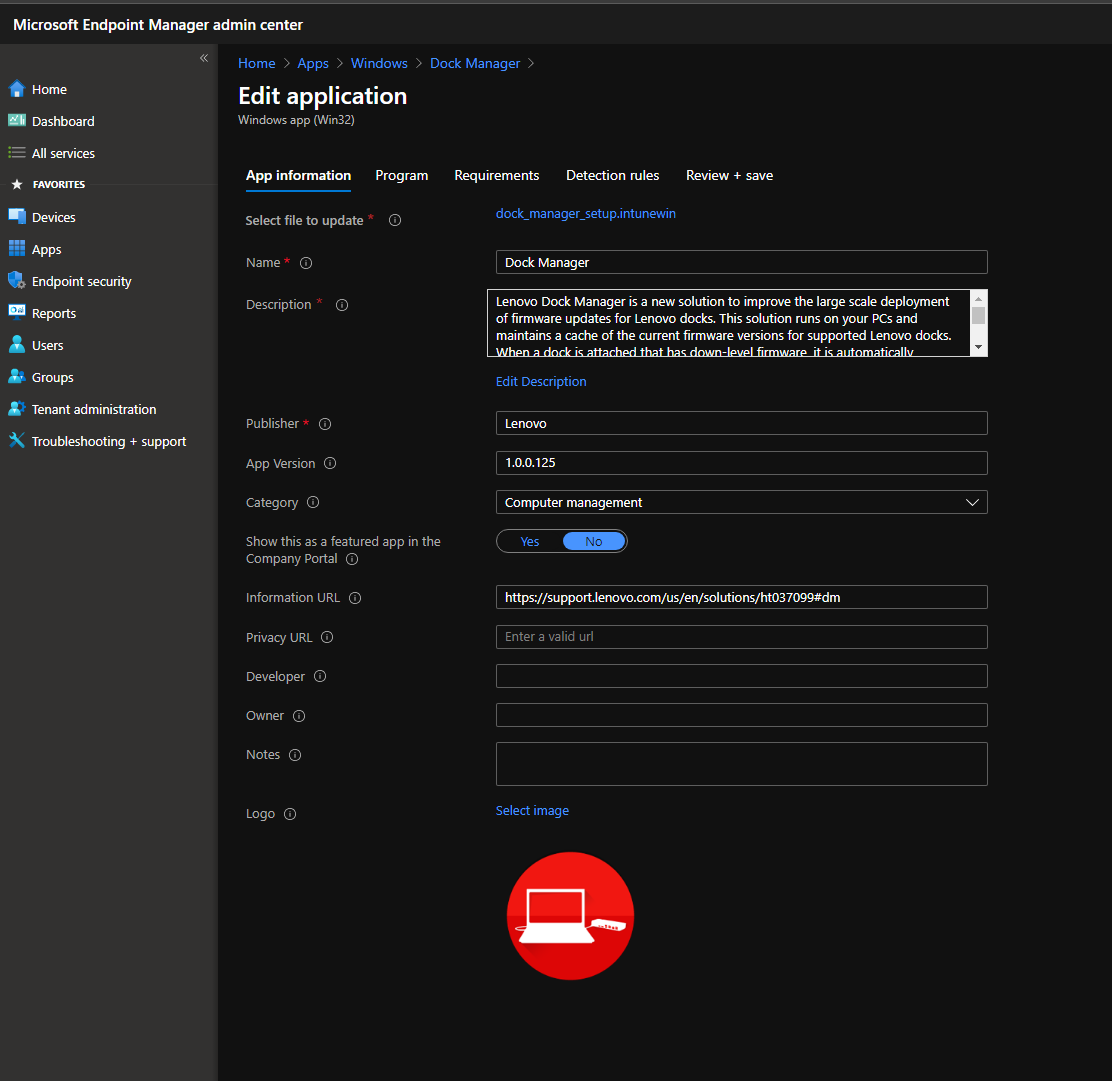 Microsoft Endpoint Manager admin center
«
Home
Dashboard
All services
FAVORITES
Devices
Apps
Endpoint security
Reports
Users
Groups
Tenant administration
Troubleshooting + support
Home > Apps > Windows > Dock Manager >
Edit application
Windows app (Win32)
App information Program Requirements Detection rules Review + save
Select file to update * dock_manager_setup.intunewin
Name * Dock Manager
Description * Lenovo Dock Manager is a new solution to improve the large scale deployment
of firmware updates for Lenovo docks. This solution runs on your PCs and
maintains a cache of the current firmware versions for supported Lenovo docks.
When a dock is attached that has down-level firmware, it is automatically
Edit Description
Publisher * Lenovo
App Version 1.0.0.125
Category Computer management
Show this as a featured app in the Yes No
Company Portal
Information URL https://support.lenovo.com/us/en/solutions/ht037099#dm
Privacy URL Enter a valid url
Developer
Owner
Notes
Logo Select image